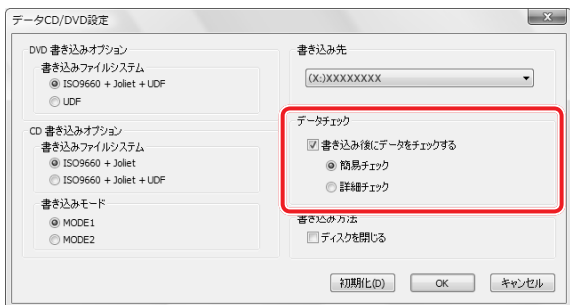 データCD/DVD設定
DVD 書き込みオプション
書き込みファイルシステム
ISO9660 + Joliet + UDF
UDF
CD 書き込みオプション
書き込みファイルシステム
ISO9660 + Joliet
ISO9660 + Joliet + UDF
書き込みモード
MODE1
MODE2
書き込み先
(X:)XXXXXXXX
データチェック
書き込み後にデータをチェックする
簡易チェック
詳細チェック
書き込み方法
ディスクを閉じる
初期化(D)
OK
キャンセル